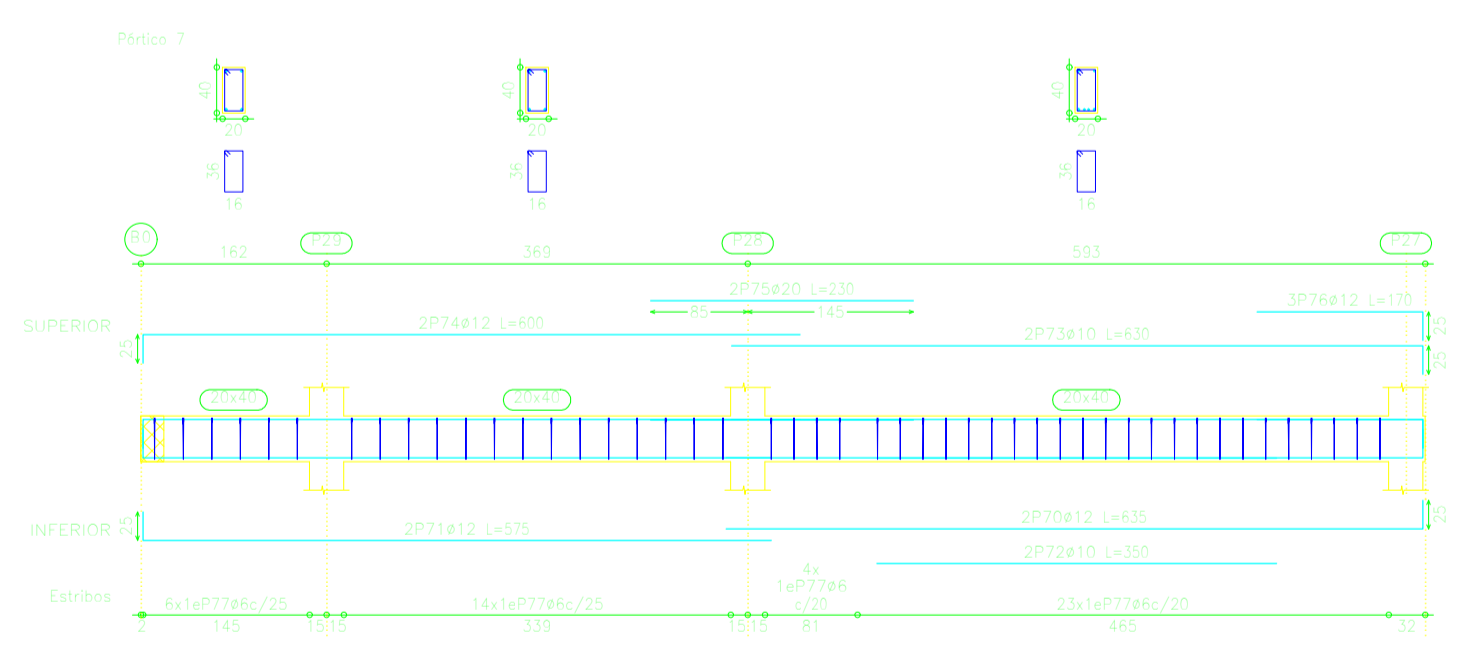 Pórtico 7
40
40
40
20
20
20
36
36
36
16
16
16
B0
P29
P28
P27
162
369
593
2P75ø20 L=230
3P76ø12 L=170
85
145
SUPERIOR
2P74ø12 L=600
2P73ø10 L=630
25
25
25
20x40
20x40
20x40
INFERIOR
25
2P71ø12 L=575
2P70ø12 L=635
25
2P72ø10 L=350
4x
1eP77ø6
c/20
Estribos
6x1eP77ø6c/25
14x1eP77ø6c/25
23x1eP77ø6c/20
2
145
15
15
339
15
15
81
465
32